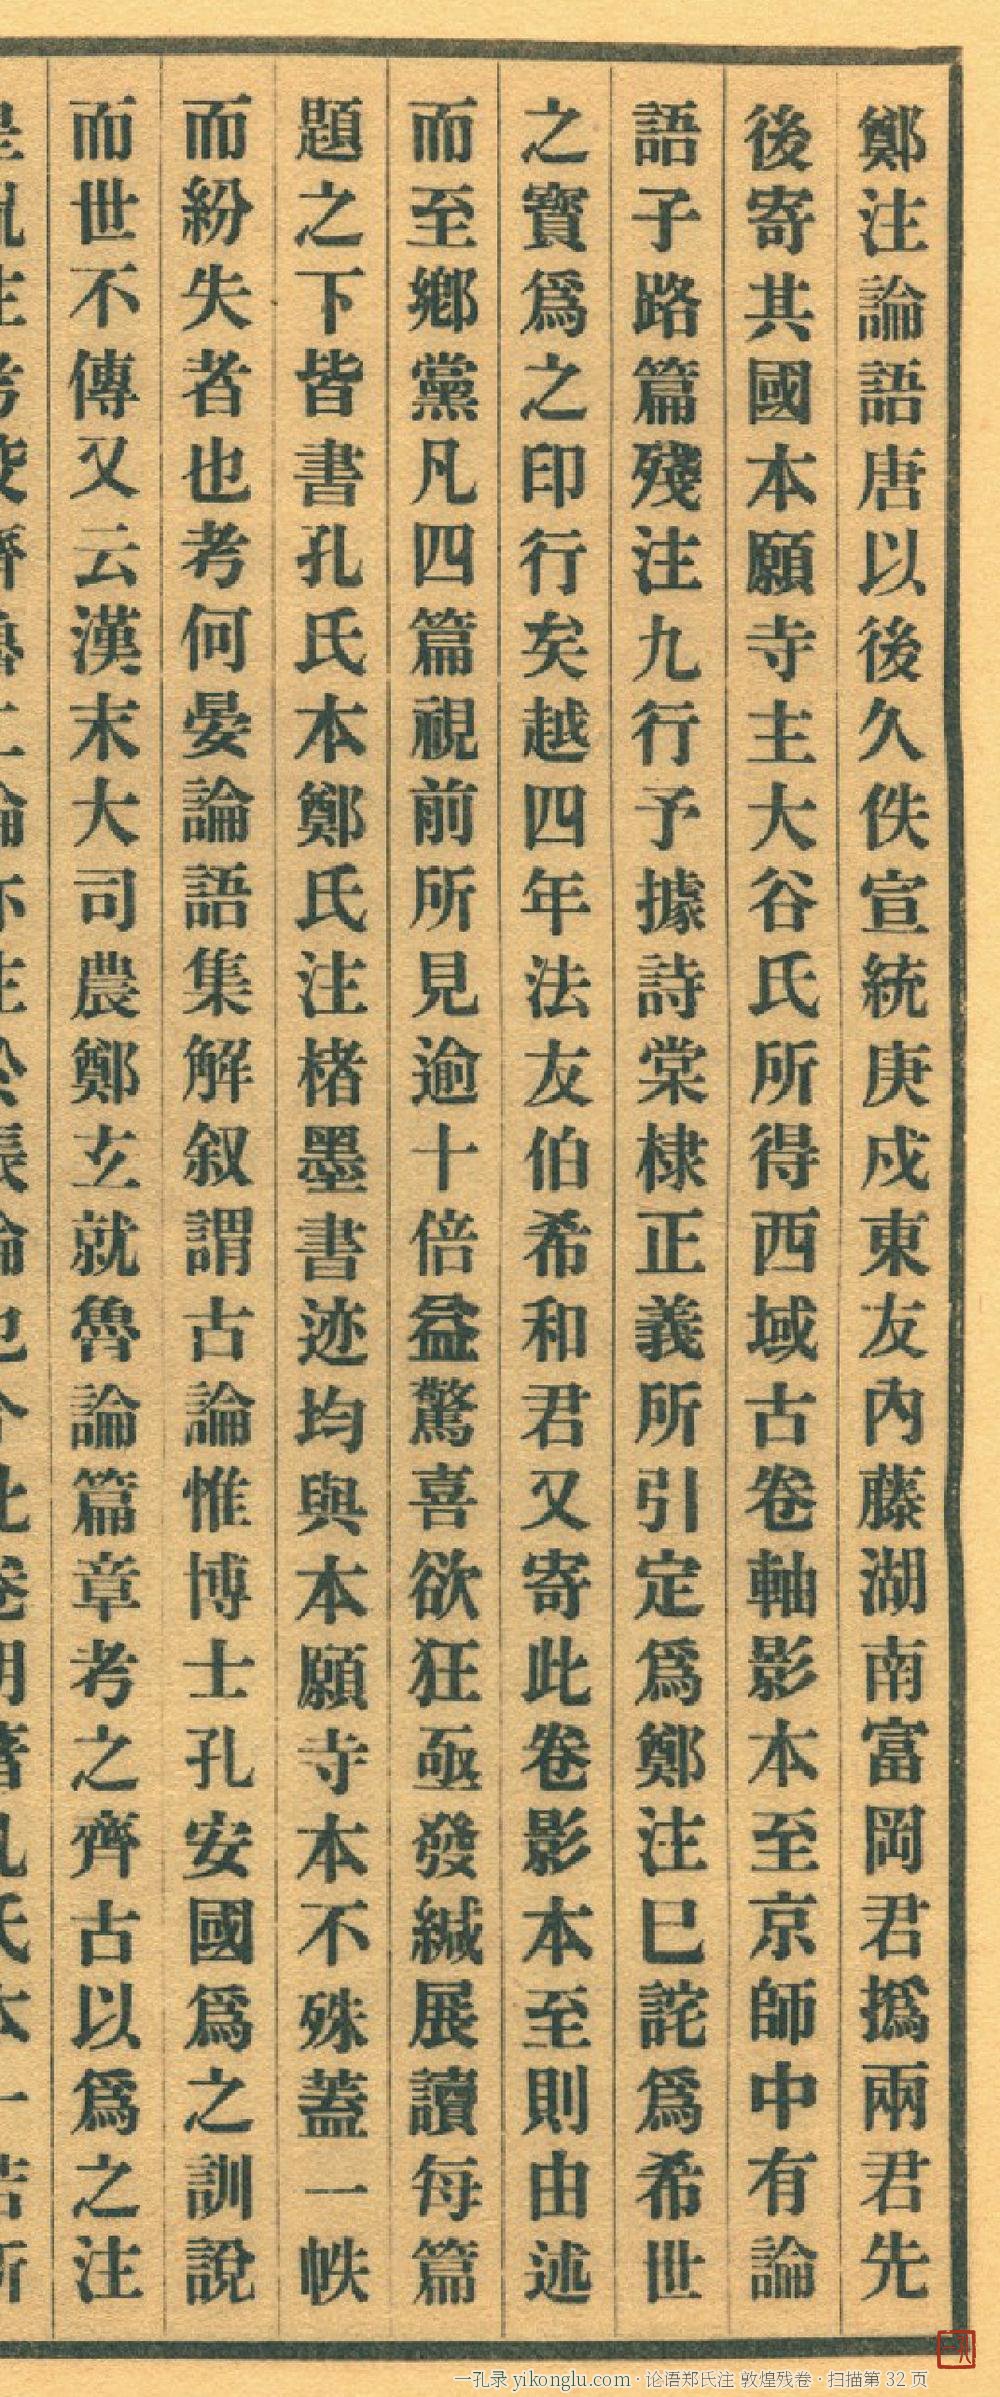 鄭注論語唐以後久佚宣統庚戌東友內藤湖南富岡君撝兩君先
後寄其國本願寺主大谷氏所得西域古卷軸影本至京師中有論
語子路篇殘注九行予據詩棠棣正義所引定為鄭注巳詫為希世
之寶為之印行矣越四年法友伯希和君又寄此卷影本至則由述
而至鄉黨凡四篇視前所見逾十倍益驚喜欲狂亟發緘展讀每篇
題之下皆書孔氏本鄭氏注楮墨書迹均與本願寺本不殊蓋一帙
而紛失者也考何晏論語集解叙謂古論惟博士孔安國為之訓說
而世不傳又云漢末大司農鄭玄就魯論篇章考之齊古以為之注
一孔录 yikonglu.com · 论语郑氏注 敦煌残卷 · 扫描第 32 页